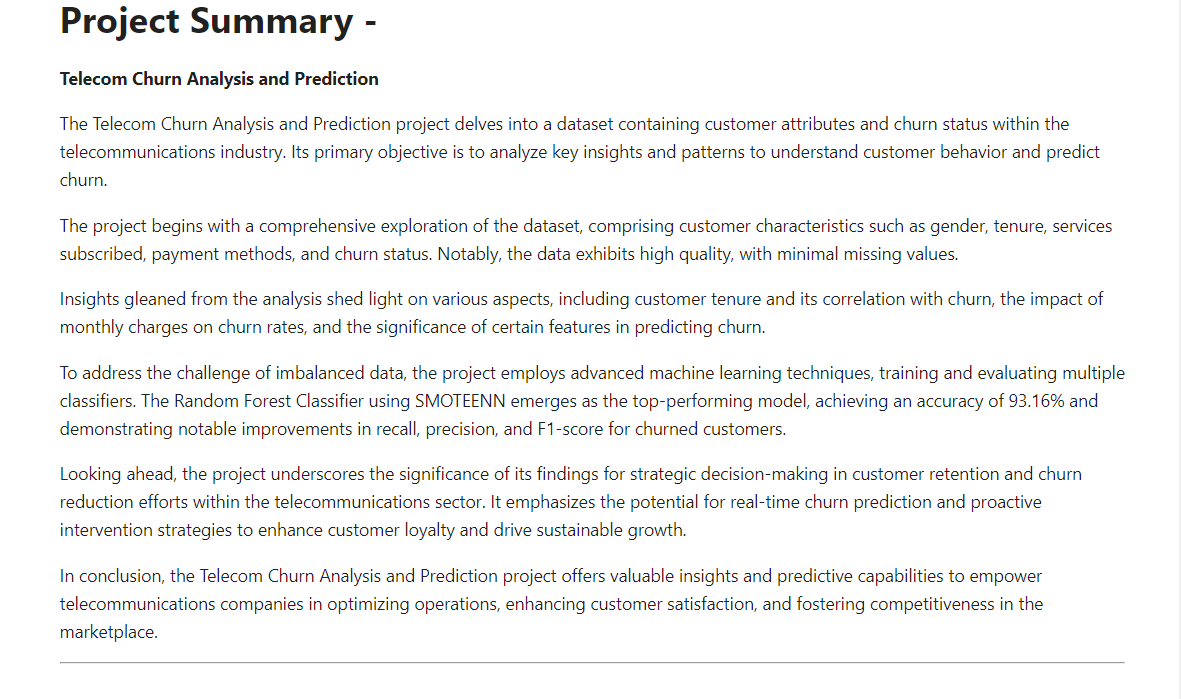 Project Summary -
Telecom Churn Analysis and Prediction
The Telecom Churn Analysis and Prediction project delves into a dataset containing customer attributes and churn status within the
telecommunications industry. Its primary objective is to analyze key insights and patterns to understand customer behavior and predict
churn.
The project begins with a comprehensive exploration of the dataset, comprising customer characteristics such as gender, tenure, services
subscribed, payment methods, and churn status. Notably, the data exhibits high quality, with minimal missing values.
Insights gleaned from the analysis shed light on various aspects, including customer tenure and its correlation with churn, the impact of
monthly charges on churn rates, and the significance of certain features in predicting churn.
To address the challenge of imbalanced data, the project employs advanced machine learning techniques, training and evaluating multiple
classifiers. The Random Forest Classifier using SMOTEENN emerges as the top-performing model, achieving an accuracy of 93.16% and
demonstrating notable improvements in recall, precision, and F1-score for churned customers.
Looking ahead, the project underscores the significance of its findings for strategic decision-making in customer retention and churn
reduction efforts within the telecommunications sector. It emphasizes the potential for real-time churn prediction and proactive
intervention strategies to enhance customer loyalty and drive sustainable growth.
In conclusion, the Telecom Churn Analysis and Prediction project offers valuable insights and predictive capabilities to empower
telecommunications companies in optimizing operations, enhancing customer satisfaction, and fostering competitiveness in the
marketplace.